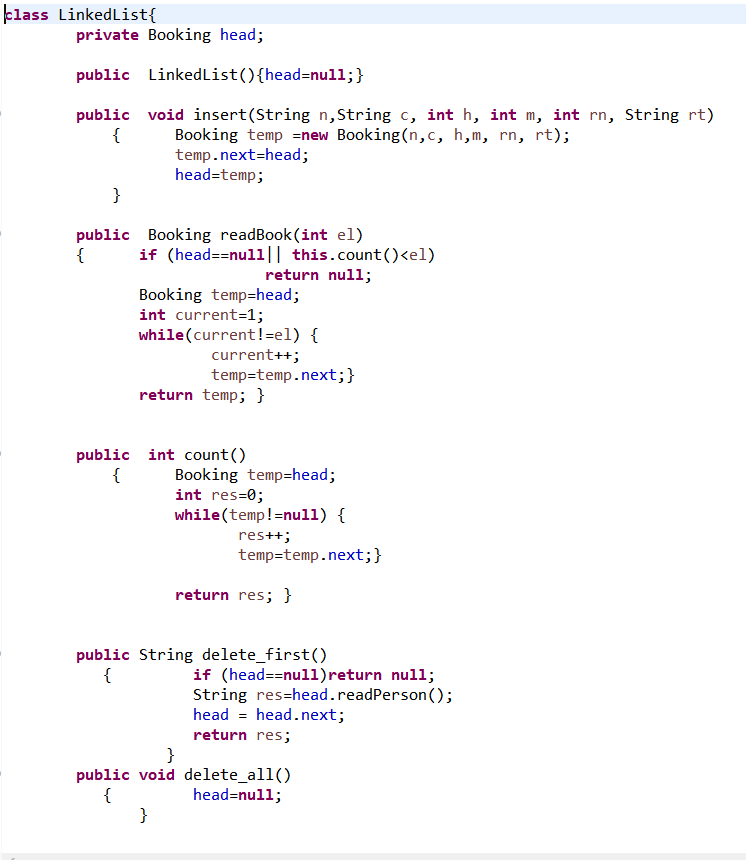 class LinkedList{
private Booking head;
public  LinkedList(){head=null;}
public  void insert(String n,String c, int h, int m, int rn, String rt)
{      Booking temp =new Booking(n,c, h,m, rn, rt);
temp.next=head;
head=temp;
}
public  Booking readBook(int el)
{      if (head==null|| this.count()<el)
return null;
Booking temp=head;
int current=1;
while(current!=el) {
current++;
temp=temp.next;}
return temp; }
public  int count()
{      Booking temp=head;
int res=0;
while(temp!=null) {
res++;
temp=temp.next;}
return res; }
public String delete_first()
{         if (head==null)return null;
String res=head.readPerson();
head = head.next;
return res;
}
public void delete_all()
{         head=null;
}